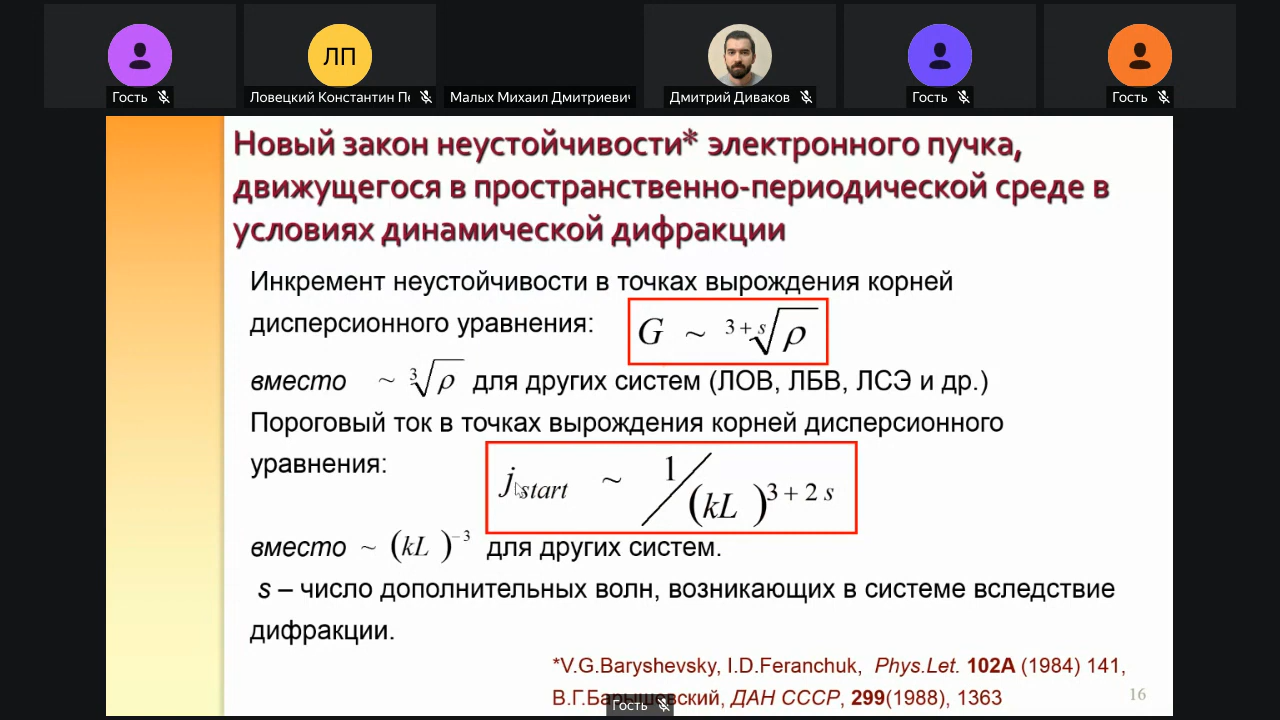 ЛП
Гость
Ловецкий Константин Пе
Малых Михаил Дмитриевич
Дмитрий Диваков
Гость
Гость
Новый закон неустойчивости* электронного пучка,
движущегося в пространственно-периодической среде в
условиях динамической дифракции
Инкремент неустойчивости в точках вырождения корней
дисперсионного уравнения: G ~ ³⁺ˢ√ρ
вместо ~ ³√ρ для других систем (ЛОВ, ЛБВ, ЛСЭ и др.)
Пороговый ток в точках вырождения корней дисперсионного
уравнения: j_start ~ 1/(kL)^(3+2s)
вместо ~ (kL)⁻³ для других систем.
s – число дополнительных волн, возникающих в системе вследствие
дифракции.
*V.G.Baryshevsky, I.D.Feranchuk, Phys.Let. 102A (1984) 141,
В.Г.Барышевский, ДАН СССР, 299(1988), 1363
16
Гость